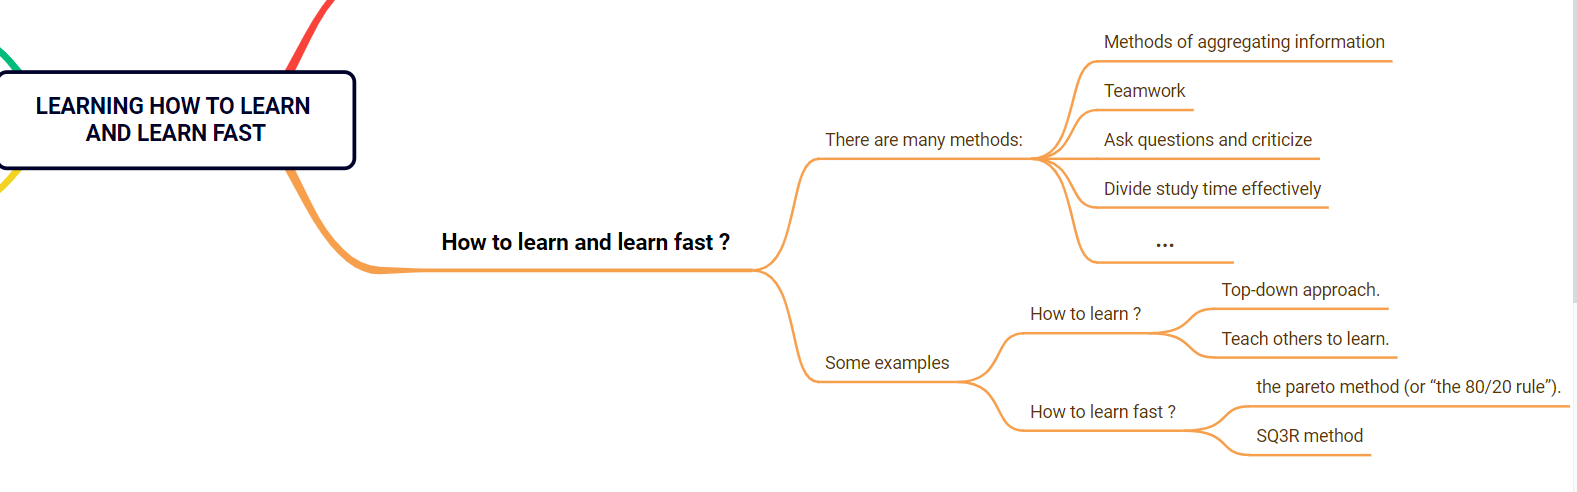 LEARNING HOW TO LEARN
AND LEARN FAST
How to learn and learn fast ?
There are many methods:
Methods of aggregating information
Teamwork
Ask questions and criticize
Divide study time effectively
...
Some examples
How to learn ?
Top-down approach.
Teach others to learn.
How to learn fast ?
the pareto method (or “the 80/20 rule”).
SQ3R method